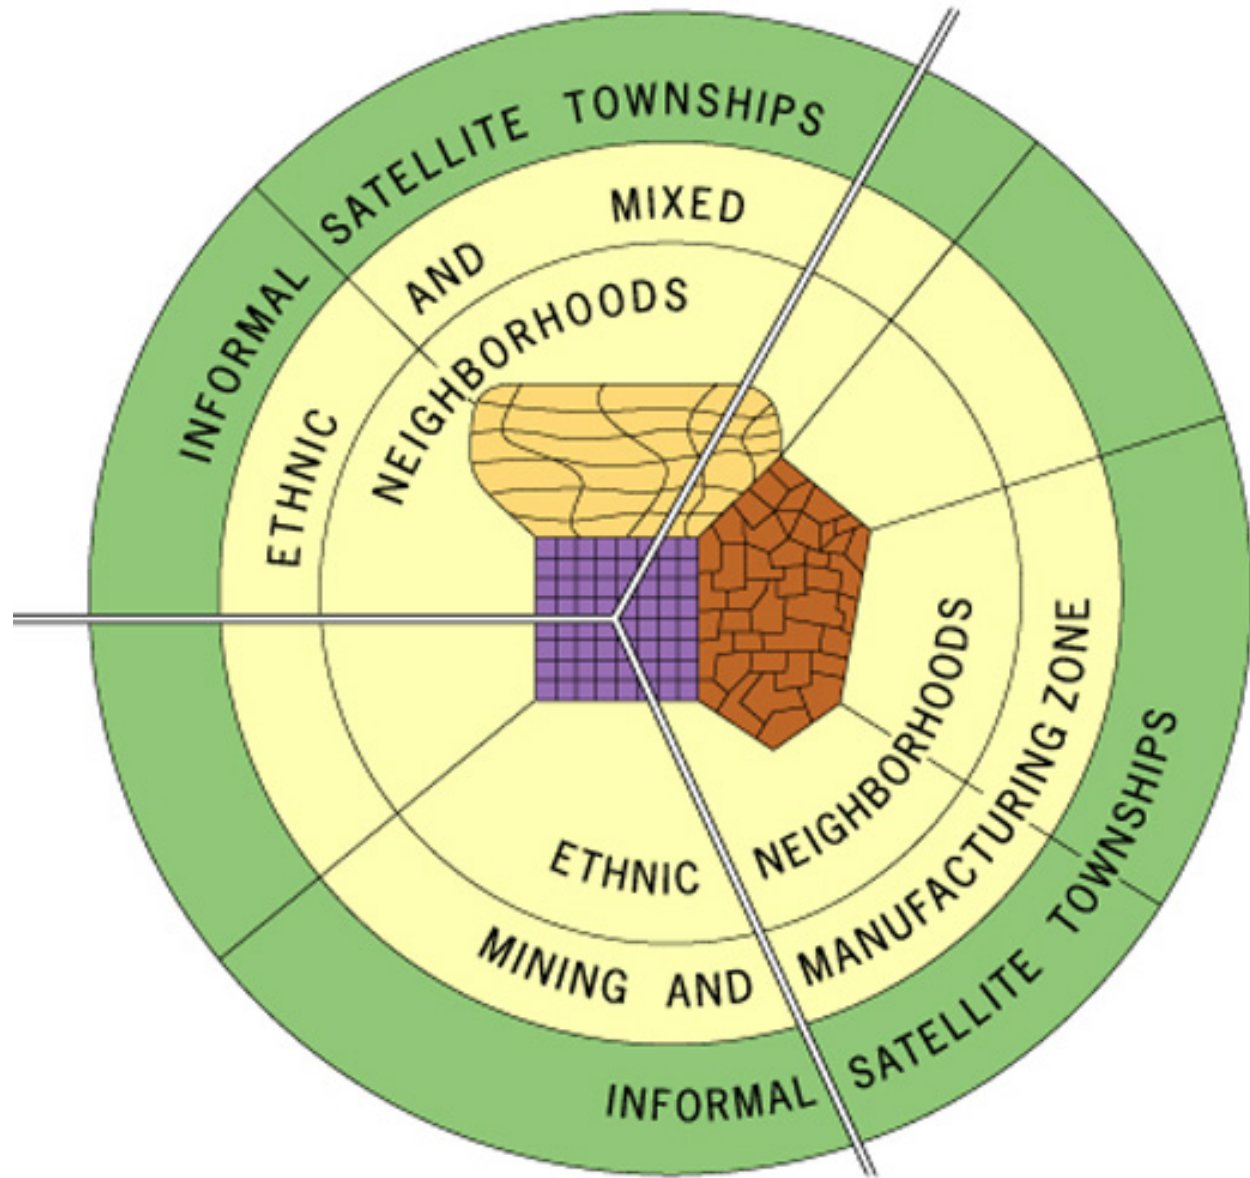 INFORMAL SATELLITE TOWNSHIPS
ETHNIC AND MIXED
NEIGHBORHOODS
ETHNIC NEIGHBORHOODS
MINING AND MANUFACTURING ZONE
INFORMAL SATELLITE TOWNSHIPS